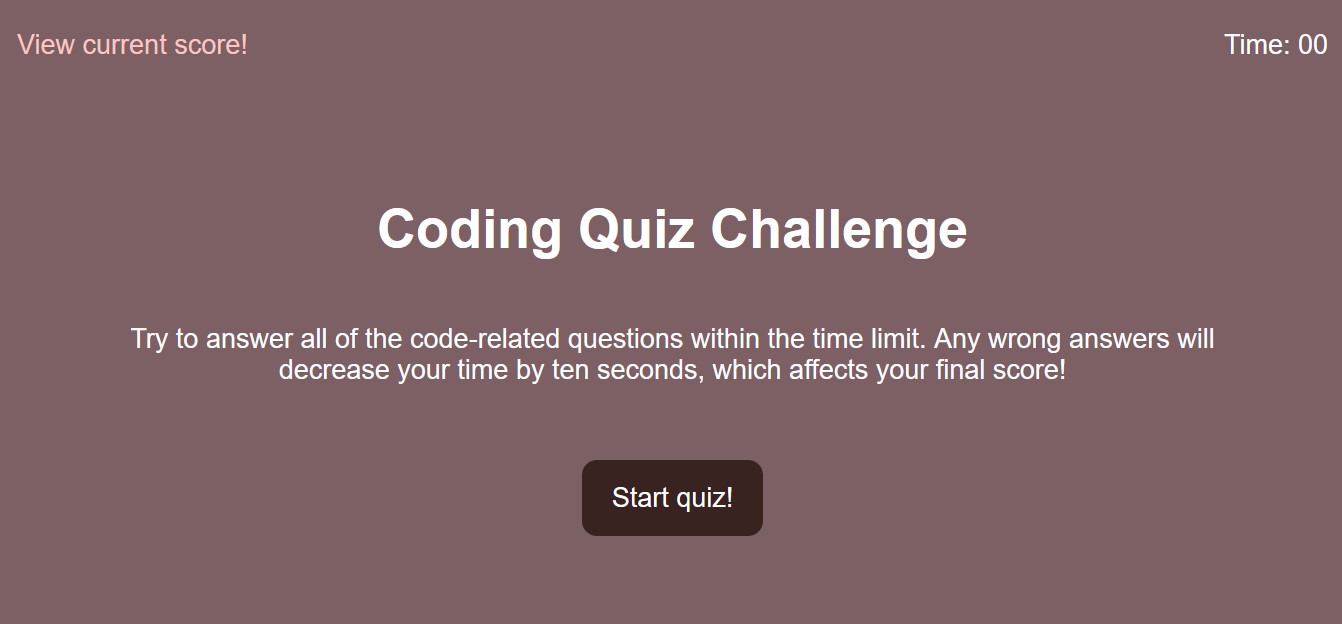 View current score!
Time: 00
Coding Quiz Challenge
Try to answer all of the code-related questions within the time limit. Any wrong answers will
decrease your time by ten seconds, which affects your final score!
Start quiz!